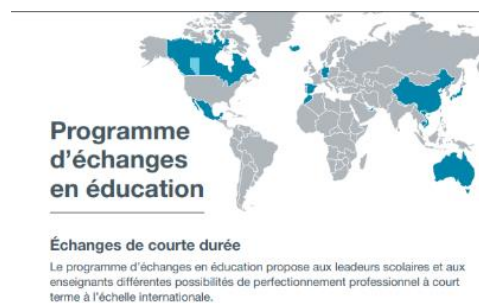 Programme
d’échanges
en éducation
Échanges de courte durée
Le programme d’échanges en éducation propose aux leadeurs scolaires et aux
enseignants différentes possibilités de perfectionnement professionnel à court
terme à l’échelle internationale.